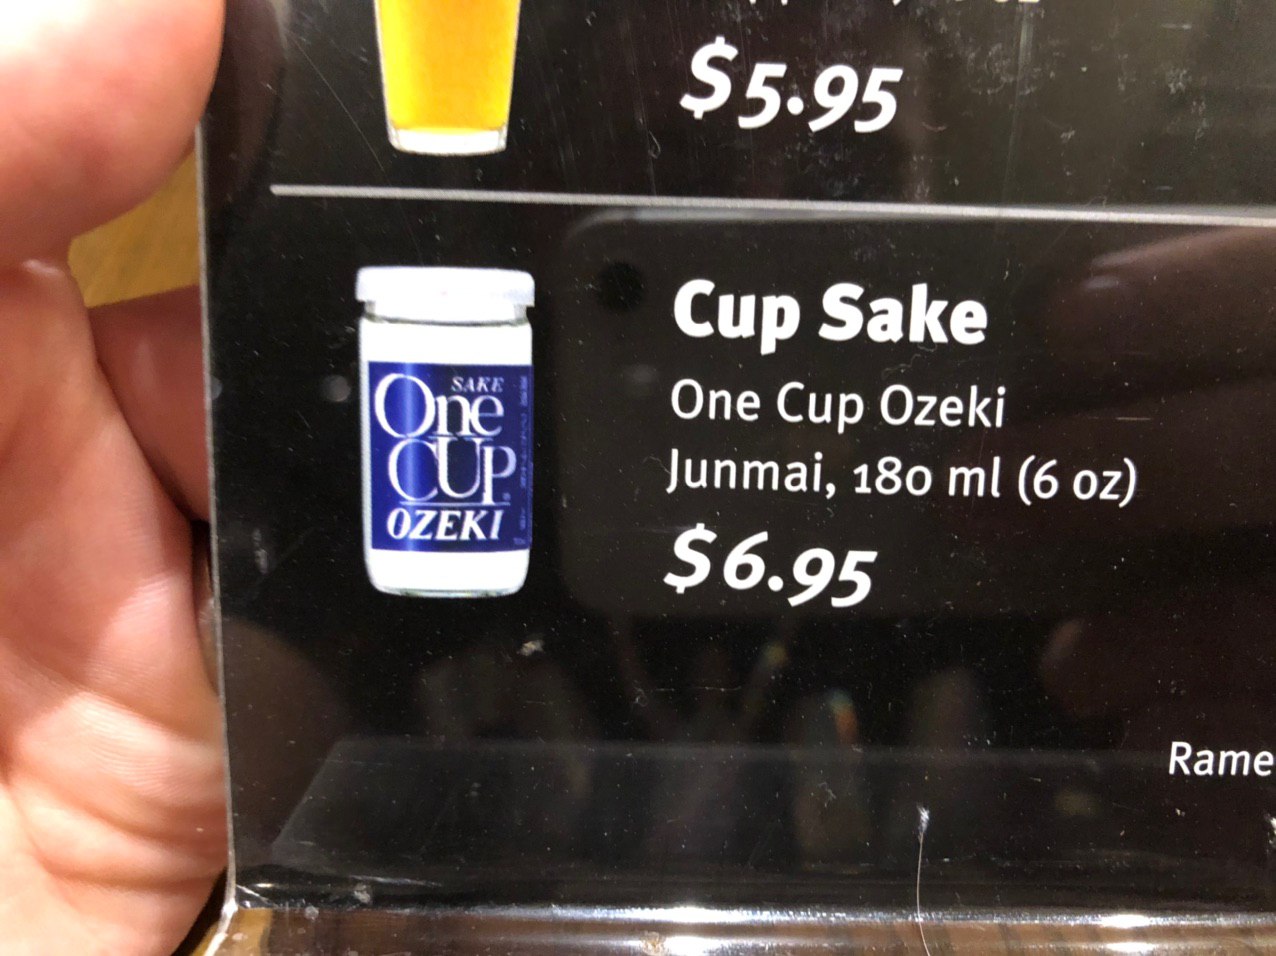 $5.95
SAKE
One
CUP
OZEKI
Cup Sake
One Cup Ozeki
Junmai, 180 ml (6 oz)
$6.95
Rame